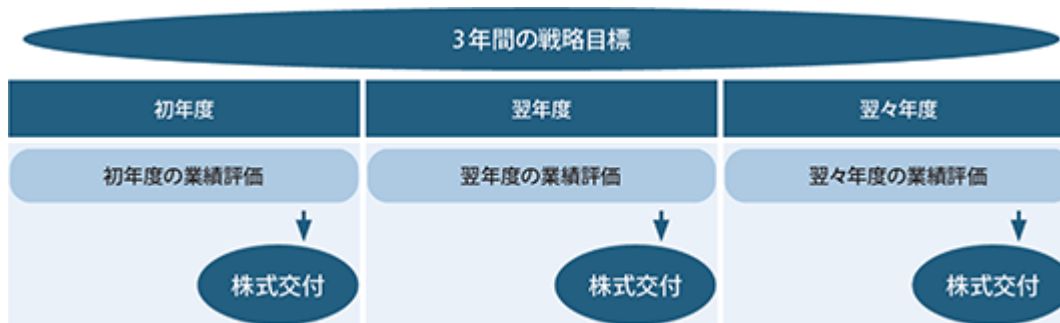 3年間の戦略目標
初年度
翌年度
翌々年度
初年度の業績評価
翌年度の業績評価
翌々年度の業績評価
株式交付
株式交付
株式交付